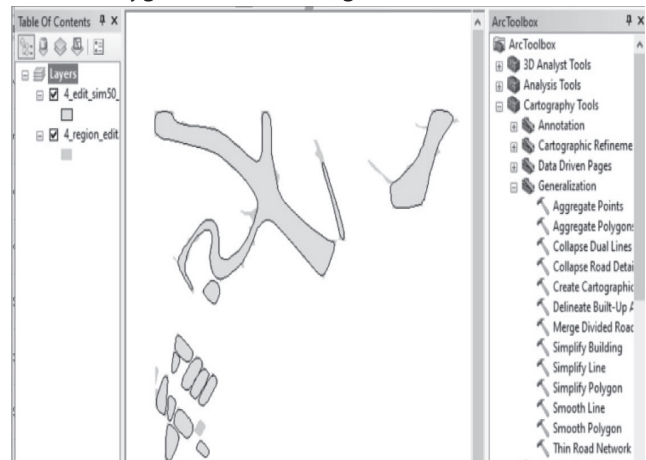 Table Of Contents
Layers
4_edit_sim50_
4_region_edit
ArcToolbox
ArcToolbox
3D Analyst Tools
Analysis Tools
Cartography Tools
Annotation
Cartographic Refineme
Data Driven Pages
Generalization
Aggregate Points
Aggregate Polygons
Collapse Dual Lines
Collapse Road Detai
Create Cartographic
Delineate Built-Up A
Merge Divided Road
Simplify Building
Simplify Line
Simplify Polygon
Smooth Line
Smooth Polygon
Thin Road Network